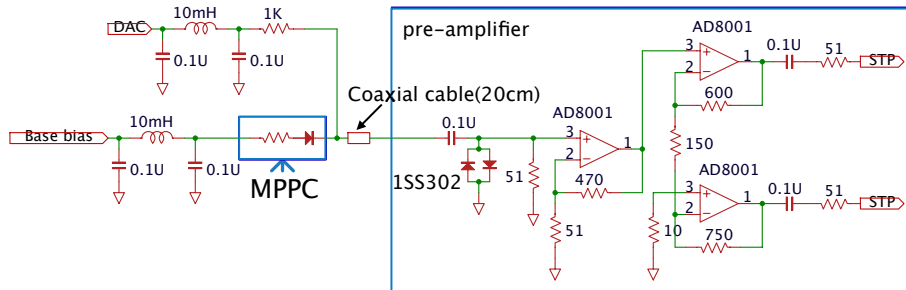 DAC
10mH
1K
0.1U
0.1U
pre-amplifier
AD8001
3
2
1
0.1U
51
STP
600
Coaxial cable(20cm)
Base bias
10mH
0.1U
0.1U
MPPC
0.1U
1SS302
51
AD8001
3
2
1
470
51
150
AD8001
3
2
1
10
750
0.1U
51
STP